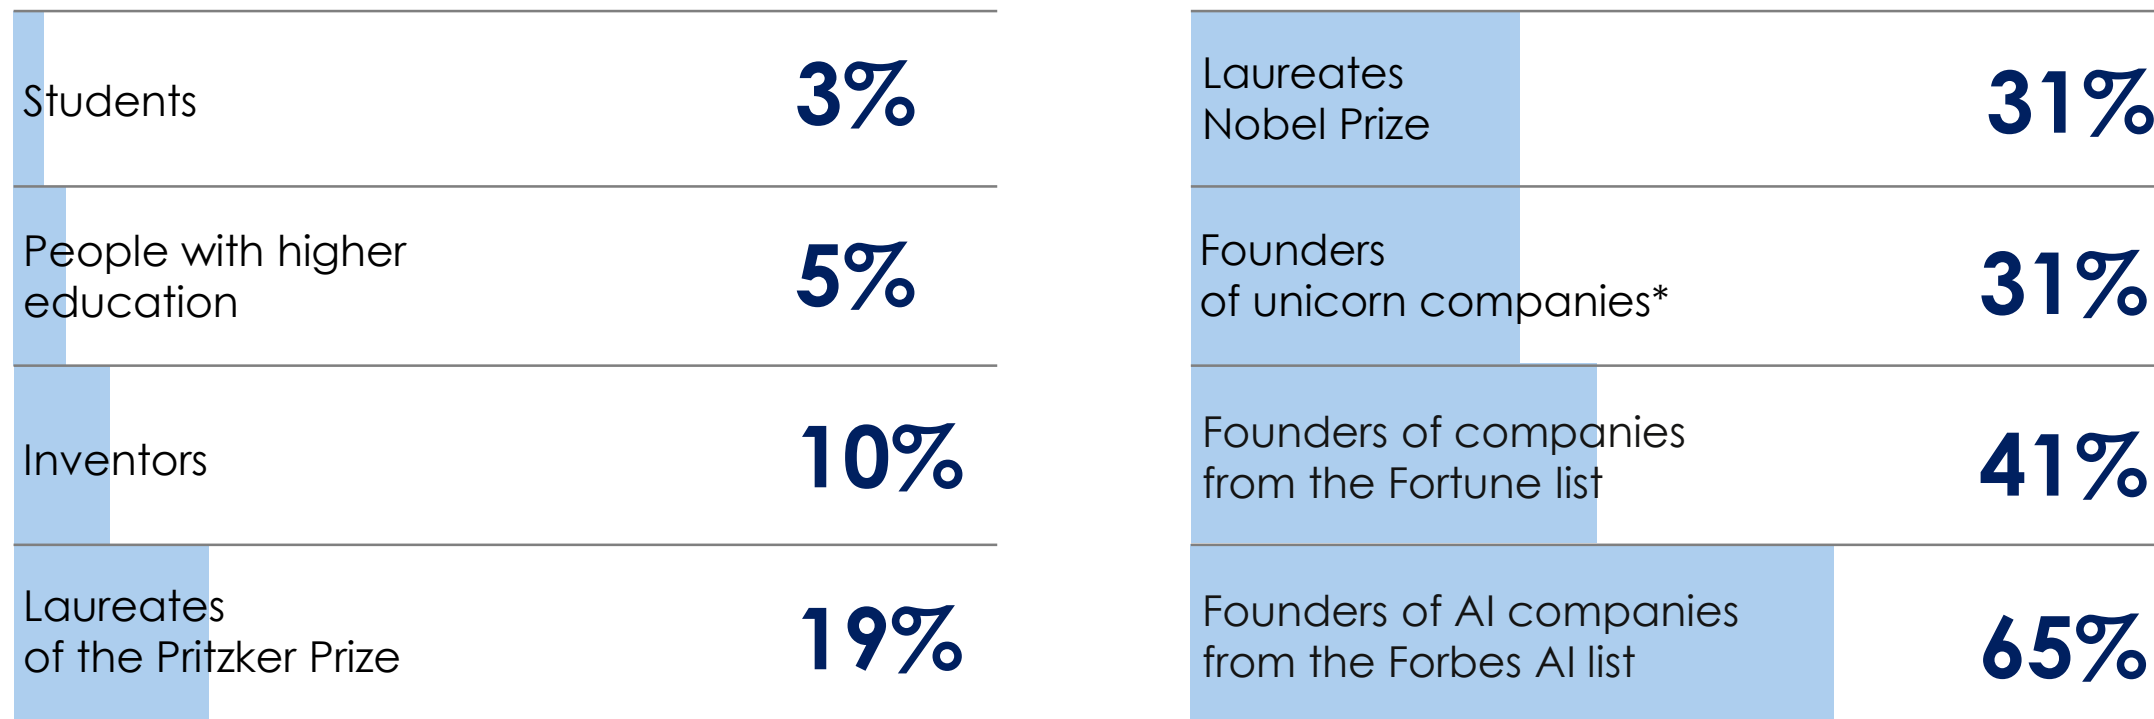 Students
3%
People with higher
education
5%
Inventors
10%
Laureates
of the Pritzker Prize
19%
Laureates
Nobel Prize
31%
Founders
of unicorn companies*
31%
Founders of companies
from the Fortune list
41%
Founders of AI companies
from the Forbes AI list
65%